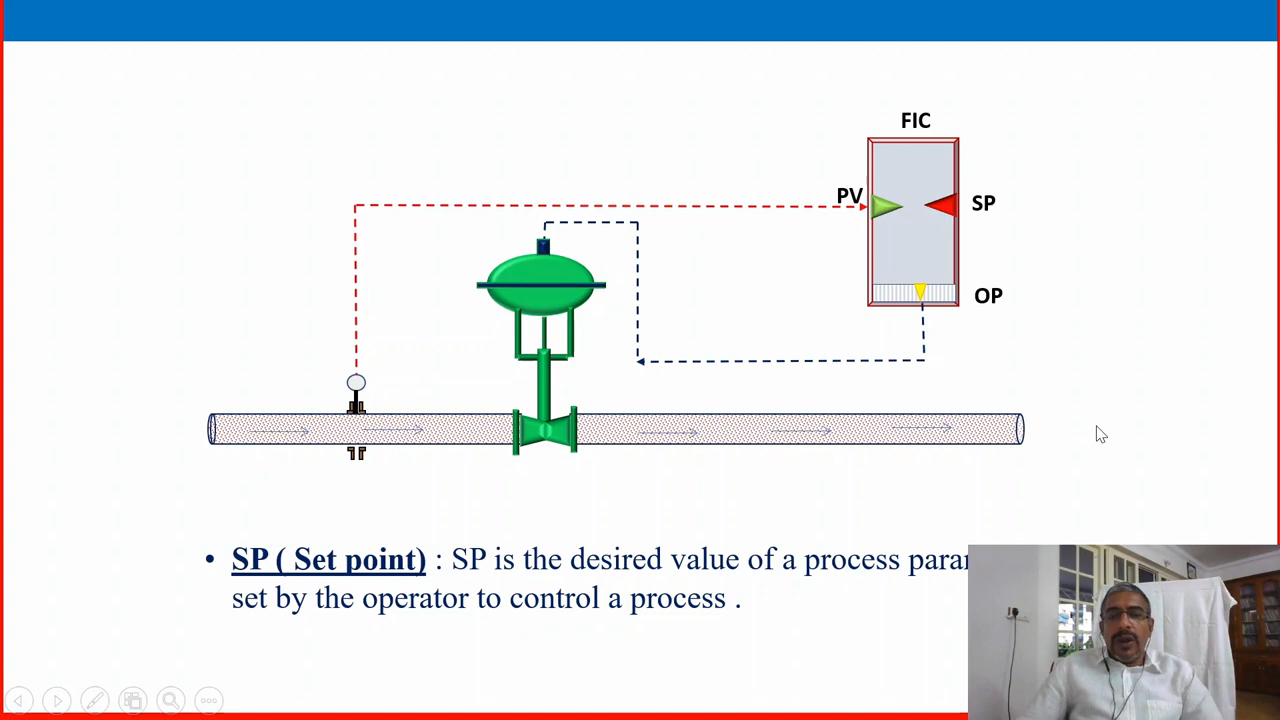 FIC
PV
SP
OP
• SP ( Set point) : SP is the desired value of a process
set by the operator to control a process .